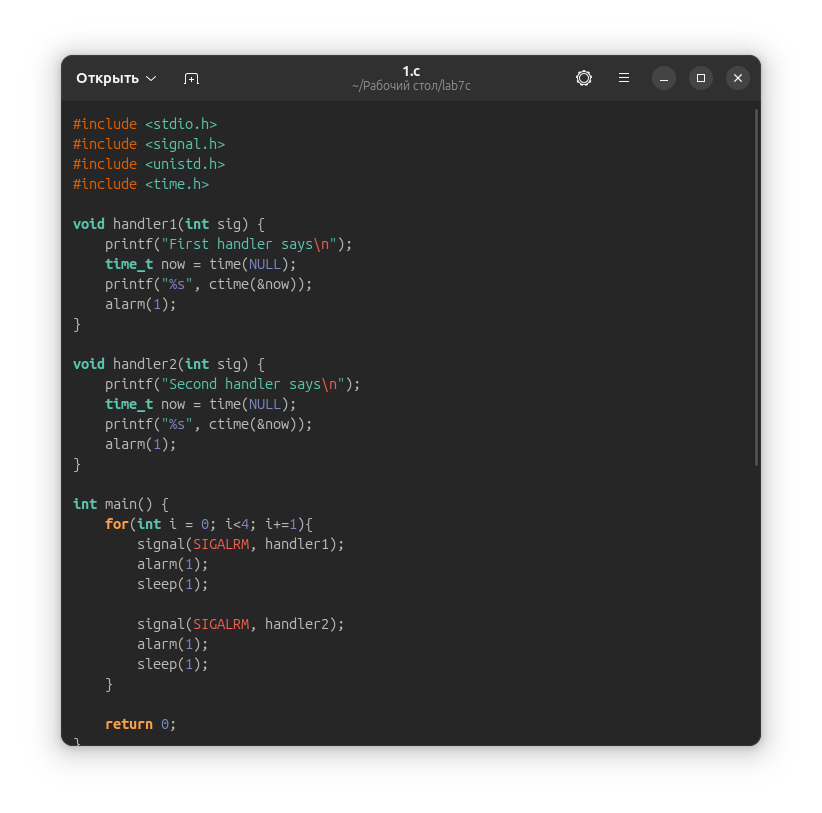 Открыть
1.c
~/Рабочий стол/lab7c
#include <stdio.h>
#include <signal.h>
#include <unistd.h>
#include <time.h>

void handler1(int sig) {
    printf("First handler says\n");
    time_t now = time(NULL);
    printf("%s", ctime(&now));
    alarm(1);
}

void handler2(int sig) {
    printf("Second handler says\n");
    time_t now = time(NULL);
    printf("%s", ctime(&now));
    alarm(1);
}

int main() {
    for(int i = 0; i<4; i+=1){
        signal(SIGALRM, handler1);
        alarm(1);
        sleep(1);

        signal(SIGALRM, handler2);
        alarm(1);
        sleep(1);
    }

    return 0;
}